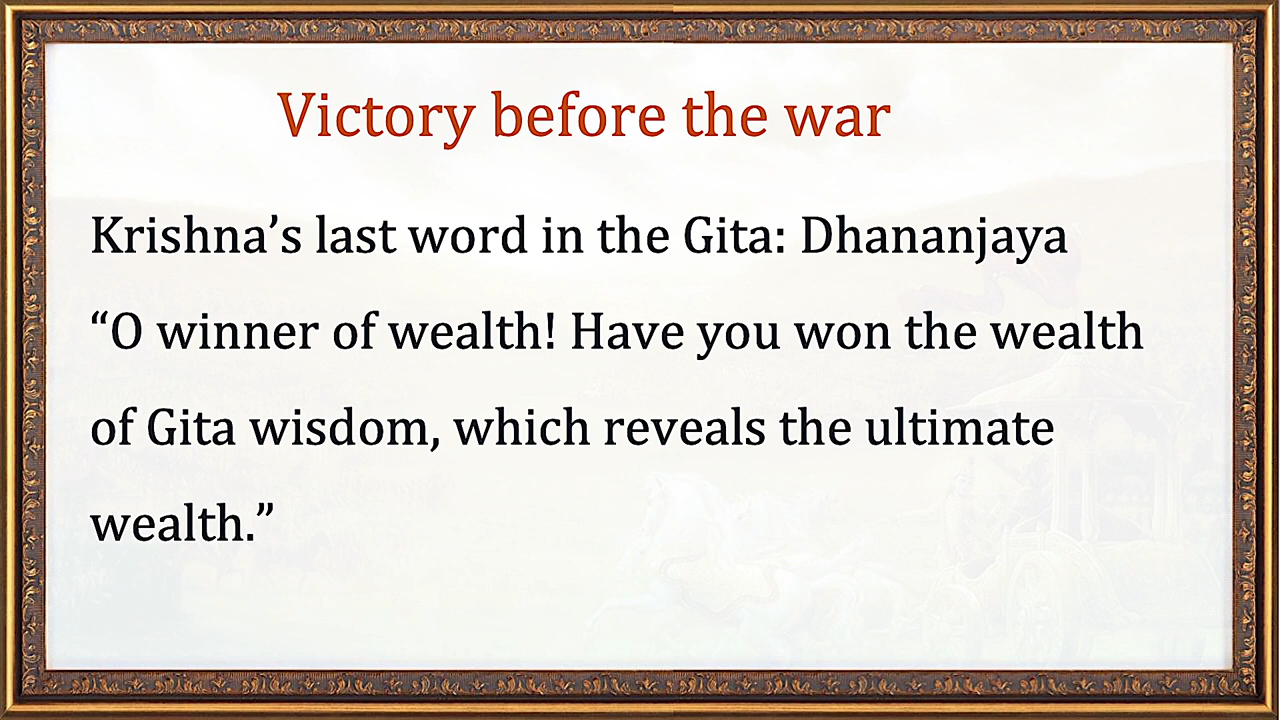 Victory before the war
Krishna’s last word in the Gita: Dhananjaya
“O winner of wealth! Have you won the wealth
of Gita wisdom, which reveals the ultimate
wealth.”